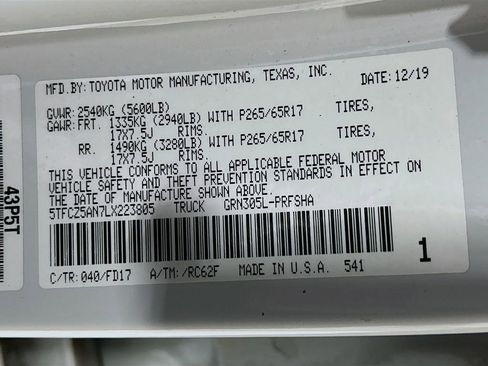 MFD.BY: TOYOTA MOTOR MANUFACTURING, TEXAS, INC. DATE: 12/19
GVWR: 2540KG (5600LB)
GAWR: FRT. 1335KG (2940LB) WITH P265/65R17 TIRES,
17X7.5J RIMS.
RR. 1490KG (3280LB) WITH P265/65R17 TIRES,
17X7.5J RIMS.
THIS VEHICLE CONFORMS TO ALL APPLICABLE FEDERAL MOTOR
VEHICLE SAFETY AND THEFT PREVENTION STANDARDS IN EFFECT ON
THE DATE OF MANUFACTURE SHOWN ABOVE.
5TFCZ5AN7LX223805 TRUCK GRN305L-PRFSHA
1
C/TR: 040/FD17 A/TM: /RC62F MADE IN U.S.A. 541
43P5T